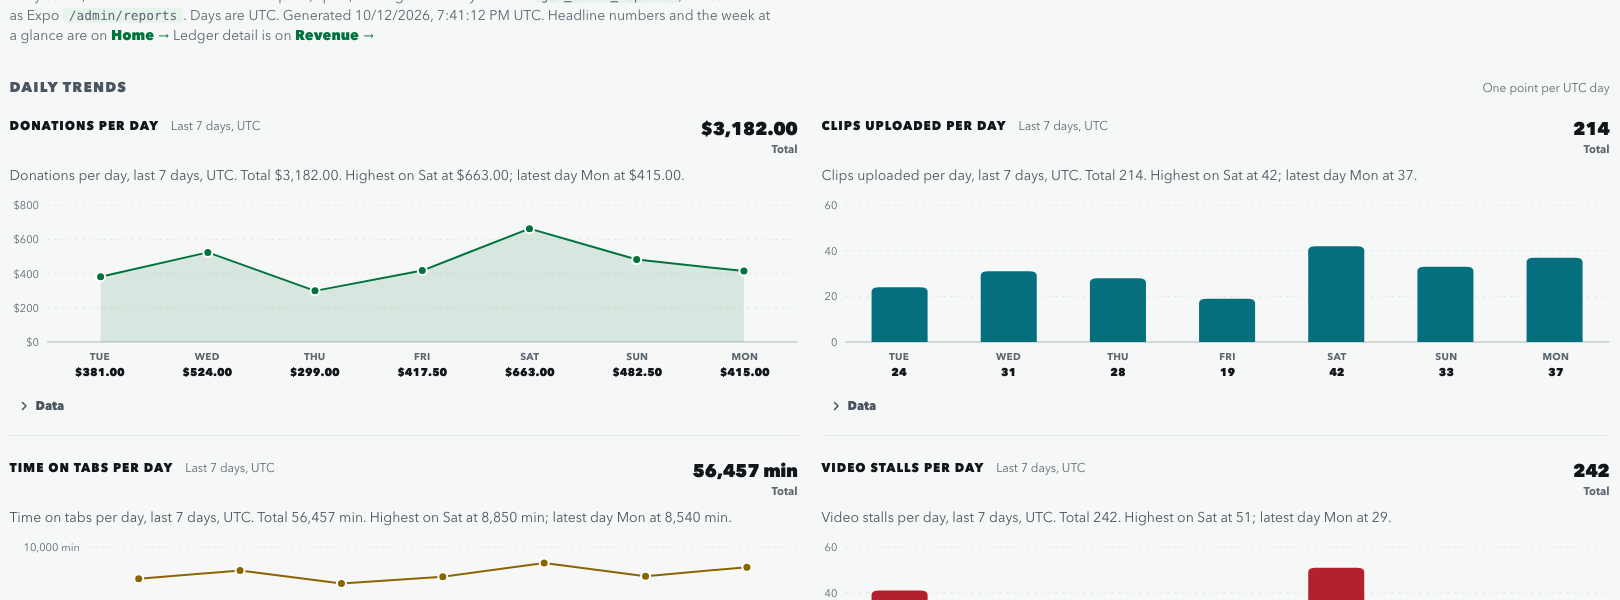 as Expo /admin/reports . Days are UTC. Generated 10/12/2026, 7:41:12 PM UTC. Headline numbers and the week at
a glance are on Home → Ledger detail is on Revenue →
DAILY TRENDS
One point per UTC day
DONATIONS PER DAY Last 7 days, UTC
$3,182.00
Total
Donations per day, last 7 days, UTC. Total $3,182.00. Highest on Sat at $663.00; latest day Mon at $415.00.
$800
$600
$400
$200
$0
TUE WED THU FRI SAT SUN MON
$381.00 $524.00 $299.00 $417.50 $663.00 $482.50 $415.00
Data
CLIPS UPLOADED PER DAY Last 7 days, UTC
214
Total
Clips uploaded per day, last 7 days, UTC. Total 214. Highest on Sat at 42; latest day Mon at 37.
60
40
20
0
TUE WED THU FRI SAT SUN MON
24 31 28 19 42 33 37
Data
TIME ON TABS PER DAY Last 7 days, UTC
56,457 min
Total
Time on tabs per day, last 7 days, UTC. Total 56,457 min. Highest on Sat at 8,850 min; latest day Mon at 8,540 min.
10,000 min
VIDEO STALLS PER DAY Last 7 days, UTC
242
Total
Video stalls per day, last 7 days, UTC. Total 242. Highest on Sat at 51; latest day Mon at 29.
60
40